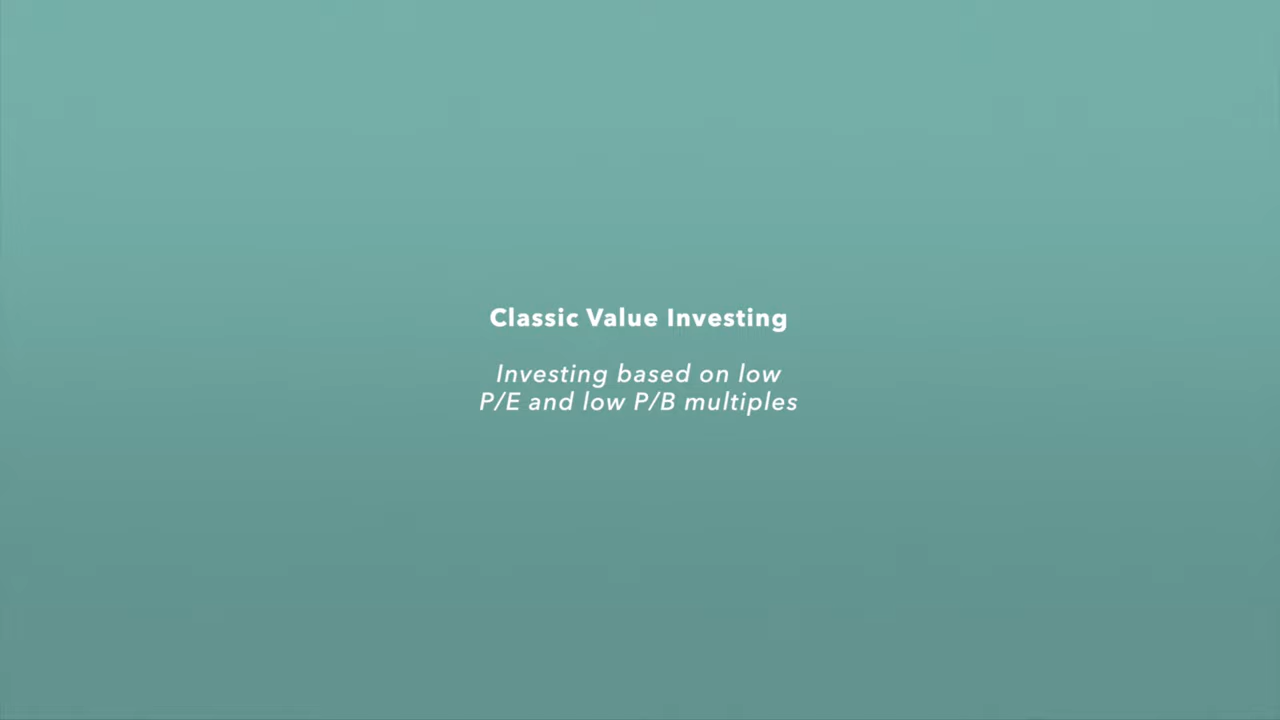 Classic Value Investing
Investing based on low
P/E and low P/B multiples